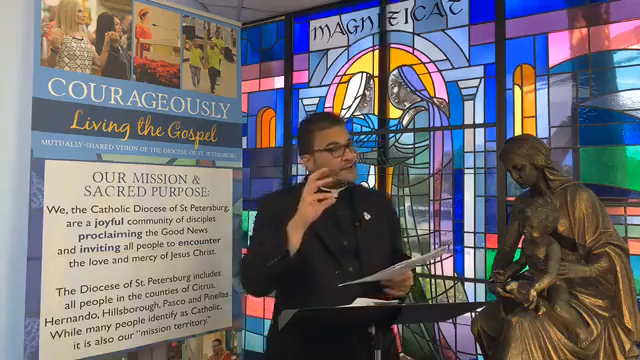 MAGNIFICAT
COURAGEOUSLY
Living the Gospel
MUTUALLY-SHARED VISION OF THE DIOCESE OF ST. PETERSBURG
OUR MISSION &
SACRED PURPOSE:
We, the Catholic Diocese of St Petersburg,
are a joyful community of disciples
proclaiming the Good News
and inviting all people to encounter
the love and mercy of Jesus Christ.
The Diocese of St. Petersburg includes
all people in the counties of Citrus,
Hernando, Hillsborough, Pasco and Pinellas
While many people identify as Catholic,
it is also our "mission territory."